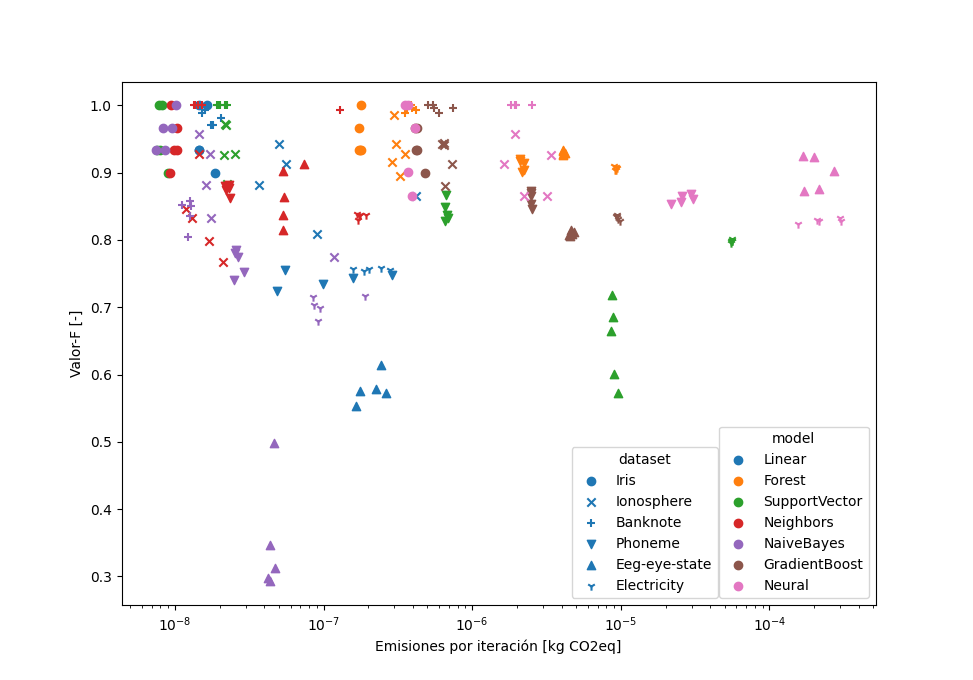 1.0
0.9
0.8
0.7
0.6
0.5
0.4
0.3
Valor-F [-]
10⁻⁸
10⁻⁷
10⁻⁶
10⁻⁵
10⁻⁴
Emisiones por iteración [kg CO2eq]
dataset
Iris
Ionosphere
Banknote
Phoneme
Eeg-eye-state
Electricity
model
Linear
Forest
SupportVector
Neighbors
NaiveBayes
GradientBoost
Neural